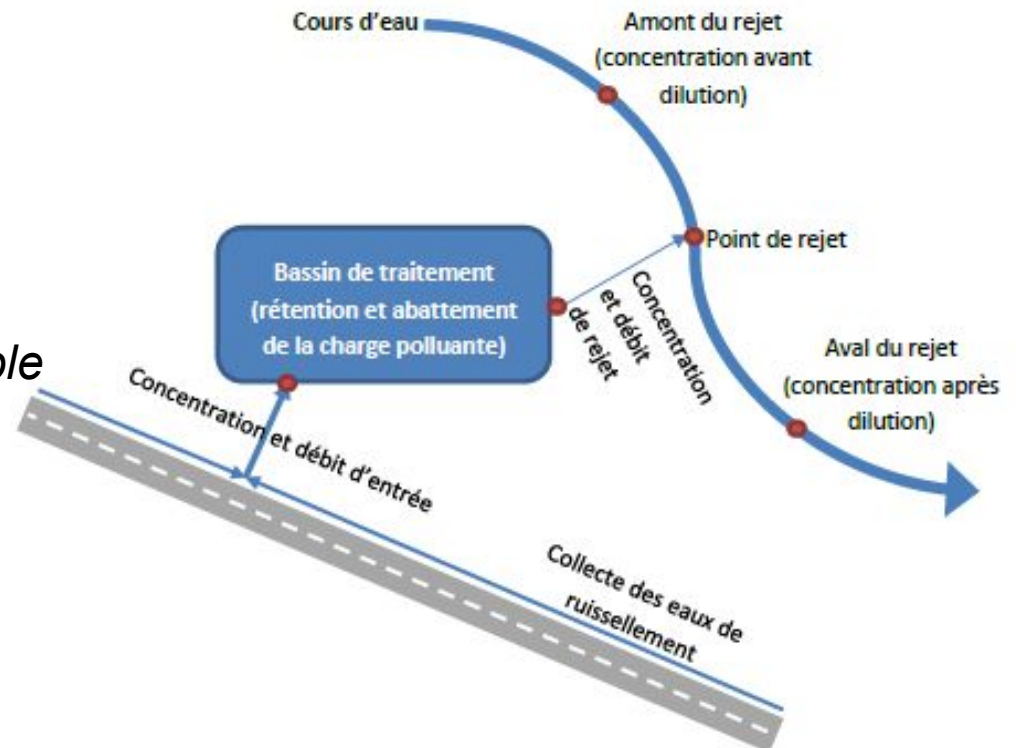 Cours d'eau
Amont du rejet
(concentration avant
dilution)
Point de rejet
Bassin de traitement
(rétention et abattement
de la charge polluante)
Concentration
et débit
de rejet
Aval du rejet
(concentration après
dilution)
ple
Concentration et débit d'entrée
Collecte des eaux de
ruissellement